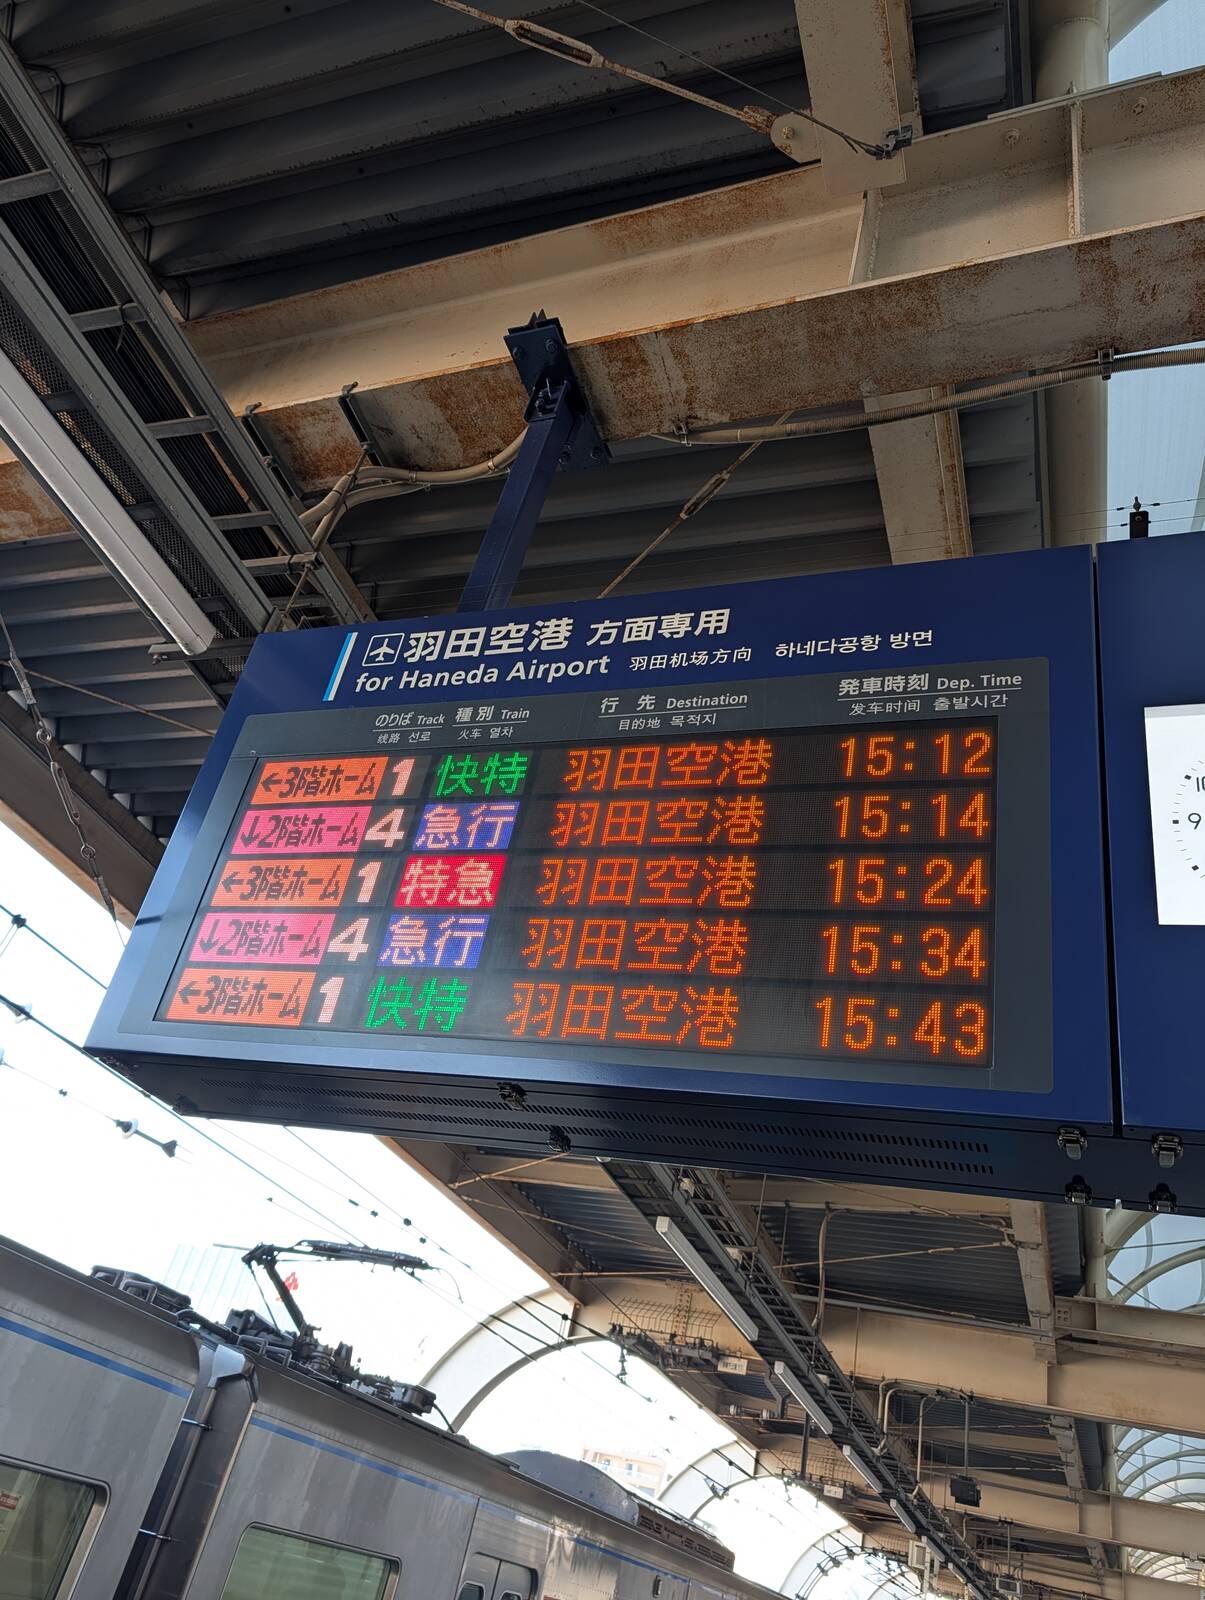 羽田空港 方面専用
for Haneda Airport 羽田机场方向 하네다공항 방면
のりば Track 種別 Train 行先 Destination 発車時刻 Dep. Time
线路 선로 火车 열차 目的地 목적지 发车时间 출발시간
←3階ホーム 1 快特 羽田空港 15:12
↓2階ホーム 4 急行 羽田空港 15:14
←3階ホーム 1 特急 羽田空港 15:24
↓2階ホーム 4 急行 羽田空港 15:34
←3階ホーム 1 快特 羽田空港 15:43
10
9
8